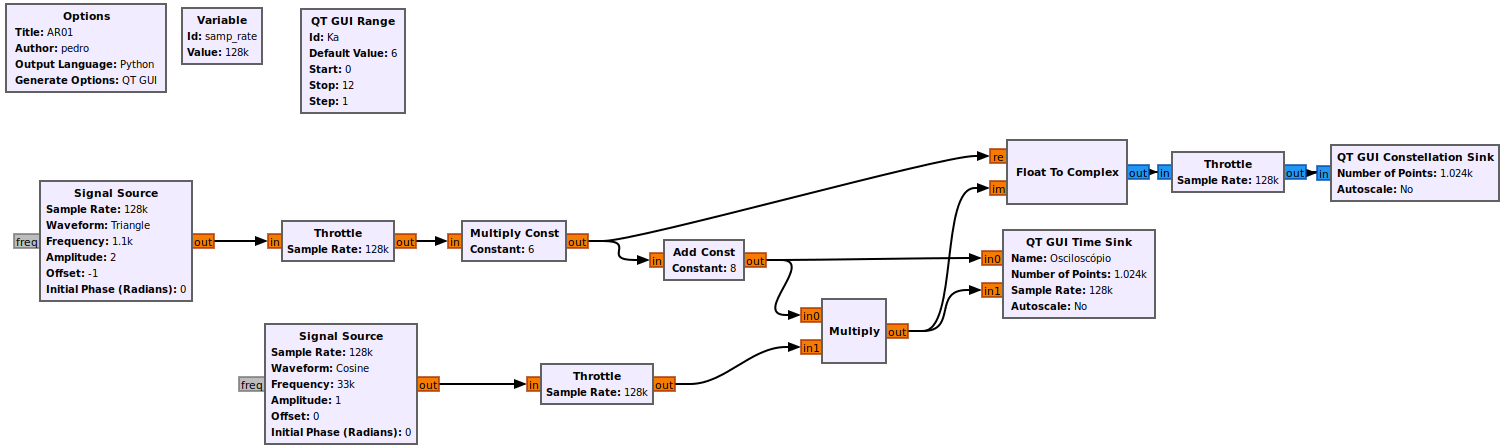 Options
Title: AR01
Author: pedro
Output Language: Python
Generate Options: QT GUI
Variable
Id: samp_rate
Value: 128k
QT GUI Range
Id: Ka
Default Value: 6
Start: 0
Stop: 12
Step: 1
Signal Source
Sample Rate: 128k
Waveform: Triangle
Frequency: 1.1k
Amplitude: 2
Offset: -1
Initial Phase (Radians): 0
freq
out
in
Throttle
Sample Rate: 128k
out
in
Multiply Const
Constant: 6
out
in
Add Const
Constant: 8
out
re
im
Float To Complex
out
in
Throttle
Sample Rate: 128k
out
in
QT GUI Constellation Sink
Number of Points: 1.024k
Autoscale: No
in0
in1
QT GUI Time Sink
Name: Osciloscópio
Number of Points: 1.024k
Sample Rate: 128k
Autoscale: No
in0
in1
Multiply
out
Signal Source
Sample Rate: 128k
Waveform: Cosine
Frequency: 33k
Amplitude: 1
Offset: 0
Initial Phase (Radians): 0
freq
out
in
Throttle
Sample Rate: 128k
out